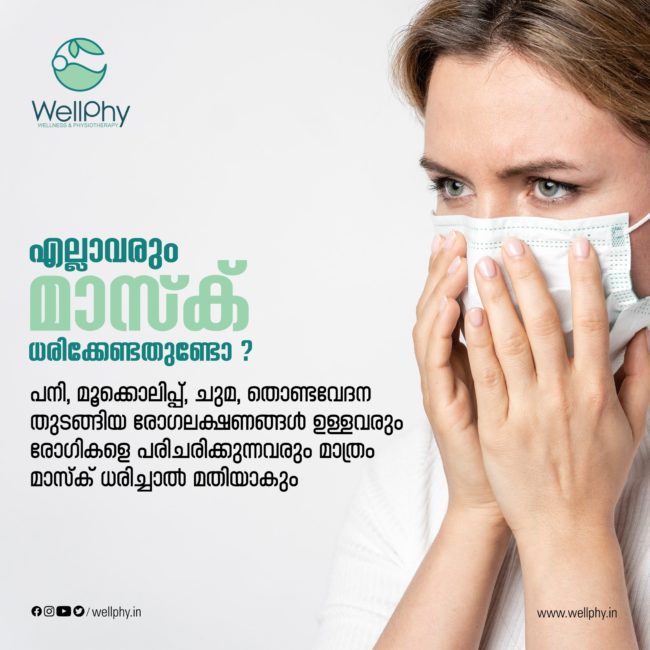 WellPhy
WELLNESS & PHYSIOTHERAPY
എല്ലാവരും
മാസ്ക്
ധരിക്കേണ്ടതുണ്ടോ ?
പനി, മൂക്കൊലിപ്പ്, ചുമ, തൊണ്ടവേദന
തുടങ്ങിയ രോഗലക്ഷണങ്ങൾ ഉള്ളവരും
രോഗികളെ പരിചരിക്കുന്നവരും മാത്രം
മാസ്ക് ധരിച്ചാൽ മതിയാകും
/ wellphy.in
www.wellphy.in